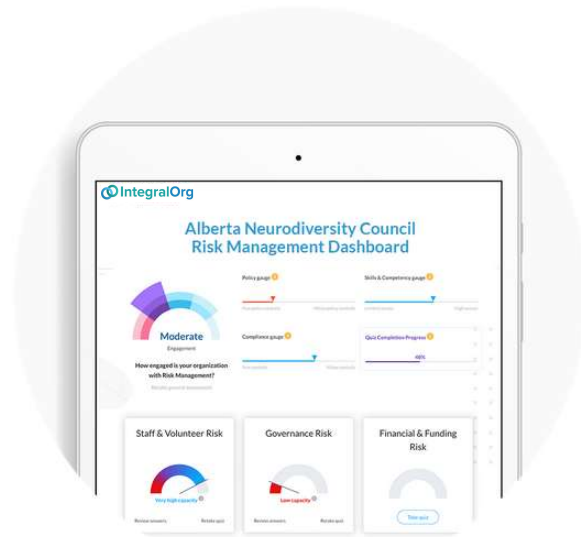 IntegralOrg
Alberta Neurodiversity Council
Risk Management Dashboard
Policy gauge
Skills & Competency gauge
Moderate
Engagement
How engaged is your organization
with Risk Management?
Compliance gauge
Quiz Completion Progress
Staff & Volunteer Risk
Very high capacity
Review answers
Retake quiz
Governance Risk
Low capacity
Review answers
Retake quiz
Financial & Funding
Risk
Take quiz